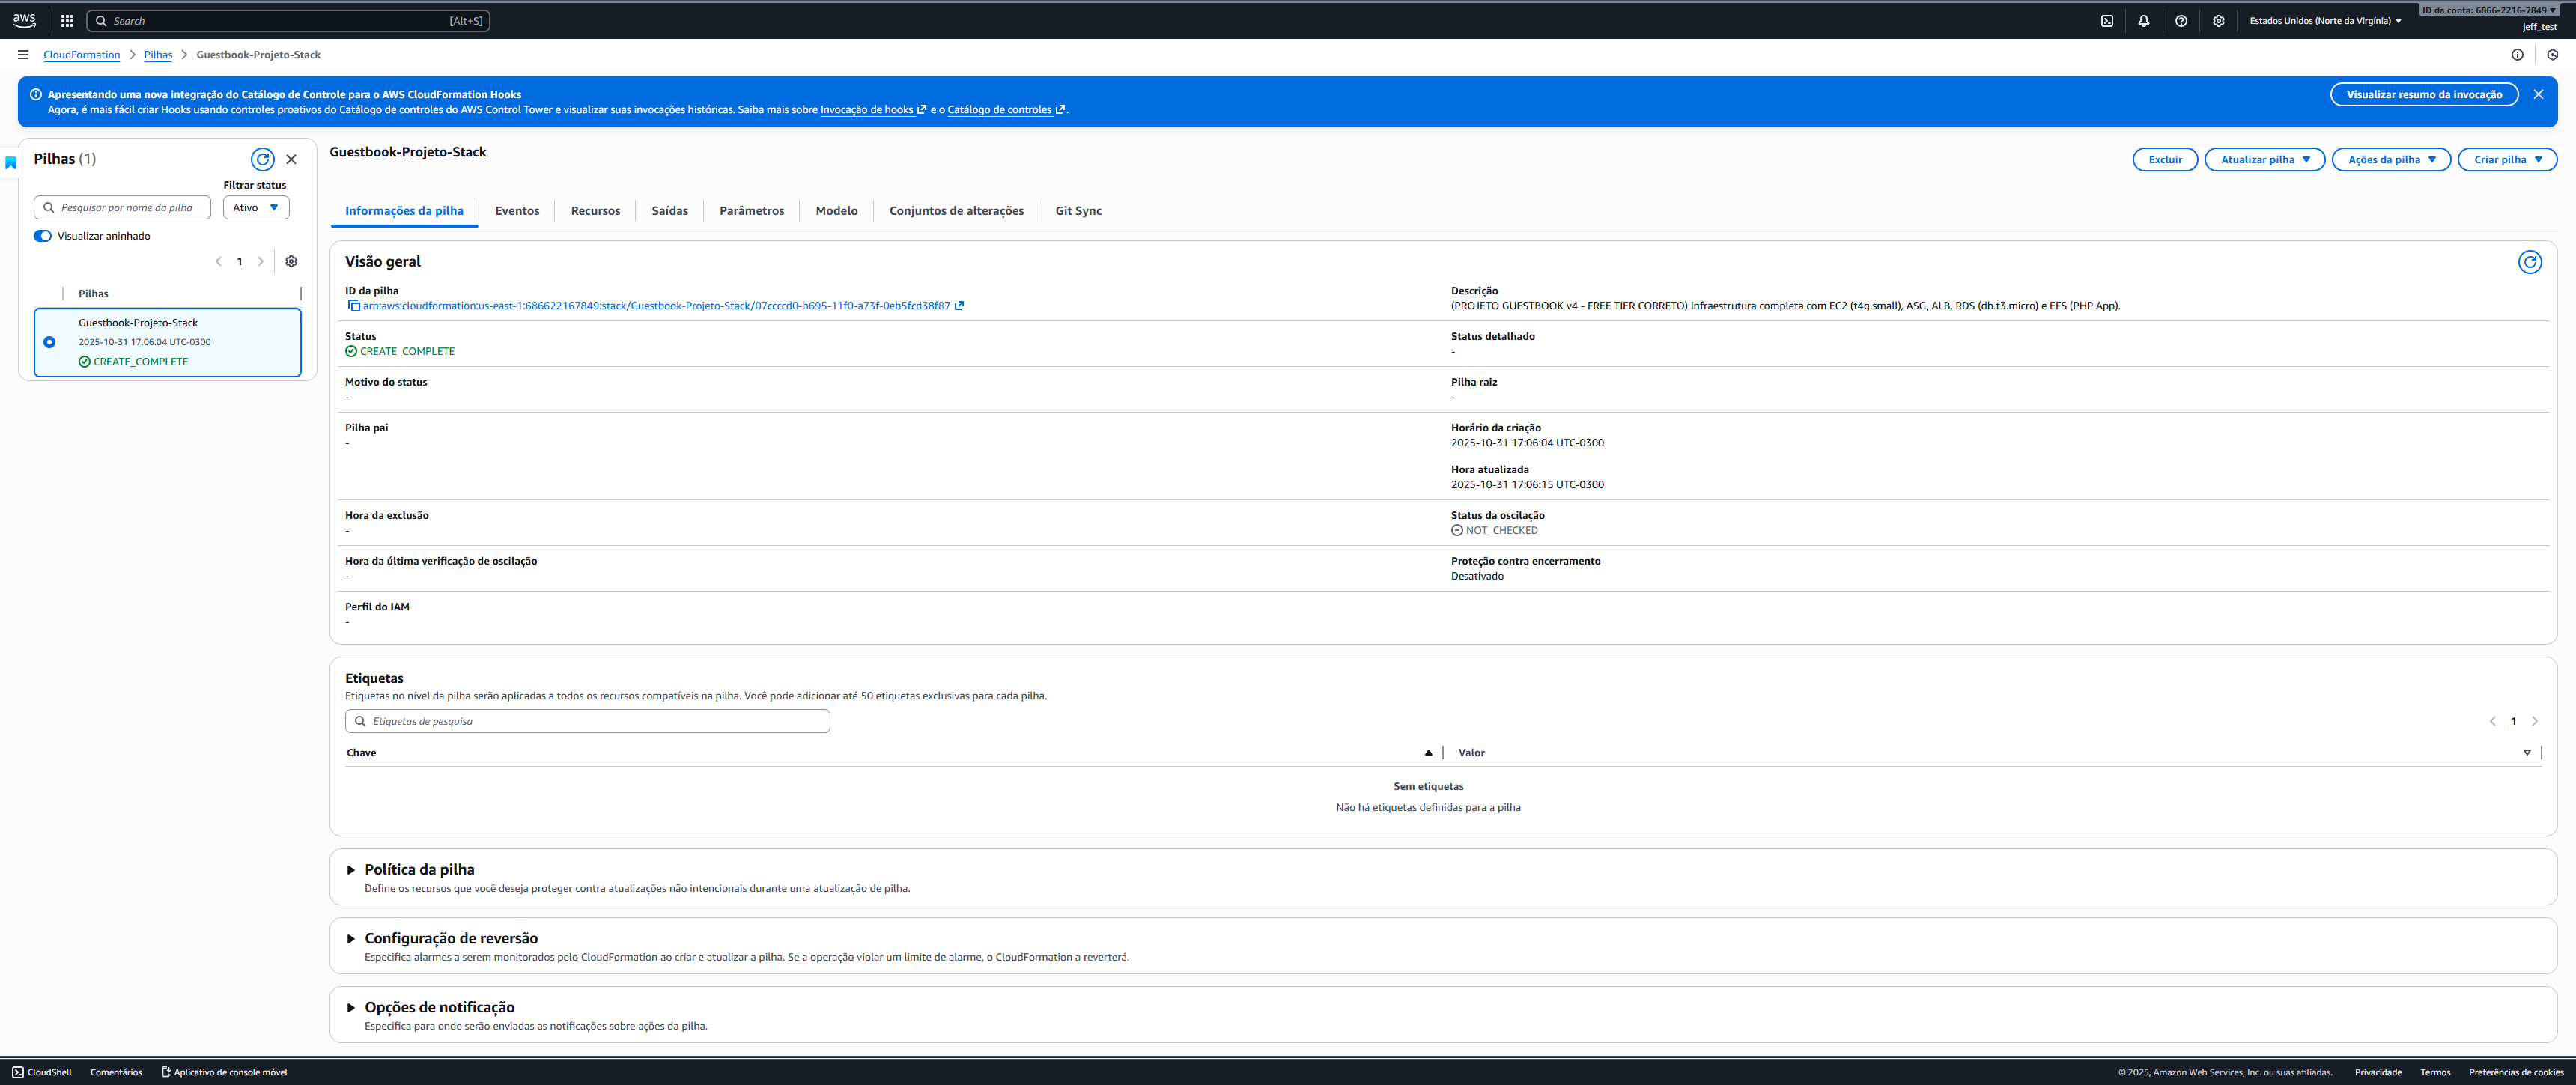 aws
Search [Alt+S]
Estados Unidos (Norte da Virgínia)
ID da conta: 6866-2216-7849
jeff_test
CloudFormation
Pilhas
Guestbook-Projeto-Stack
Apresentando uma nova integração do Catálogo de Controle para o AWS CloudFormation Hooks
Agora, é mais fácil criar Hooks usando controles proativos do Catálogo de controles do AWS Control Tower e visualizar suas invocações históricas. Saiba mais sobre Invocação de hooks e o Catálogo de controles.
Visualizar resumo da invocação
Pilhas (1)
Filtrar status
Pesquisar por nome da pilha
Ativo
Visualizar aninhado
1
Pilhas
Guestbook-Projeto-Stack
2025-10-31 17:06:04 UTC-0300
CREATE_COMPLETE
Guestbook-Projeto-Stack
Excluir
Atualizar pilha
Ações da pilha
Criar pilha
Informações da pilha
Eventos
Recursos
Saídas
Parâmetros
Modelo
Conjuntos de alterações
Git Sync
Visão geral
ID da pilha
arn:aws:cloudformation:us-east-1:686622167849:stack/Guestbook-Projeto-Stack/07ccccd0-b695-11f0-a73f-0eb5fcd38f87
Descrição
(PROJETO GUESTBOOK v4 - FREE TIER CORRETO) Infraestrutura completa com EC2 (t4g.small), ASG, ALB, RDS (db.t3.micro) e EFS (PHP App).
Status
CREATE_COMPLETE
Status detalhado
-
Motivo do status
-
Pilha raiz
-
Pilha pai
-
Horário da criação
2025-10-31 17:06:04 UTC-0300
Hora atualizada
2025-10-31 17:06:15 UTC-0300
Hora da exclusão
-
Status da oscilação
NOT_CHECKED
Hora da última verificação de oscilação
-
Proteção contra encerramento
Desativado
Perfil do IAM
-
Etiquetas
Etiquetas no nível da pilha serão aplicadas a todos os recursos compatíveis na pilha. Você pode adicionar até 50 etiquetas exclusivas para cada pilha.
Etiquetas de pesquisa
1
Chave
Valor
Sem etiquetas
Não há etiquetas definidas para a pilha
Política da pilha
Define os recursos que você deseja proteger contra atualizações não intencionais durante uma atualização de pilha.
Configuração de reversão
Especifica alarmes a serem monitorados pelo CloudFormation ao criar e atualizar a pilha. Se a operação violar um limite de alarme, o CloudFormation a reverterá.
Opções de notificação
Especifica para onde serão enviadas as notificações sobre ações da pilha.
CloudShell
Comentários
Aplicativo de console móvel
© 2025, Amazon Web Services, Inc. ou suas afiliadas.
Privacidade
Termos
Preferências de cookies